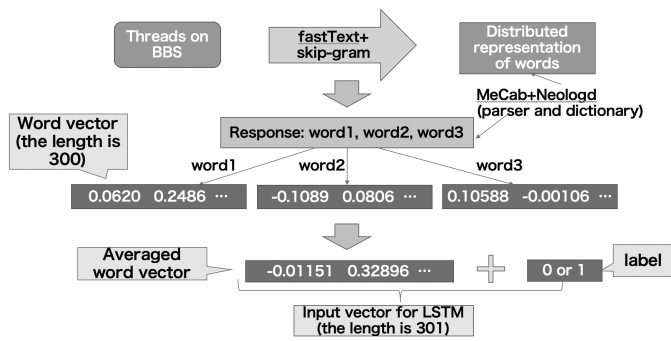 Threads on
BBS
fastText+
skip-gram
Distributed
representation
of words
MeCab+Neologd
(parser and dictionary)
Word vector
(the length is
300)
Response: word1, word2, word3
word1
word2
word3
0.0620 0.2486 ···
-0.1089 0.0806 ···
0.10588 -0.00106 ···
Averaged
word vector
-0.01151 0.32896 ···
+
0 or 1
label
Input vector for LSTM
(the length is 301)